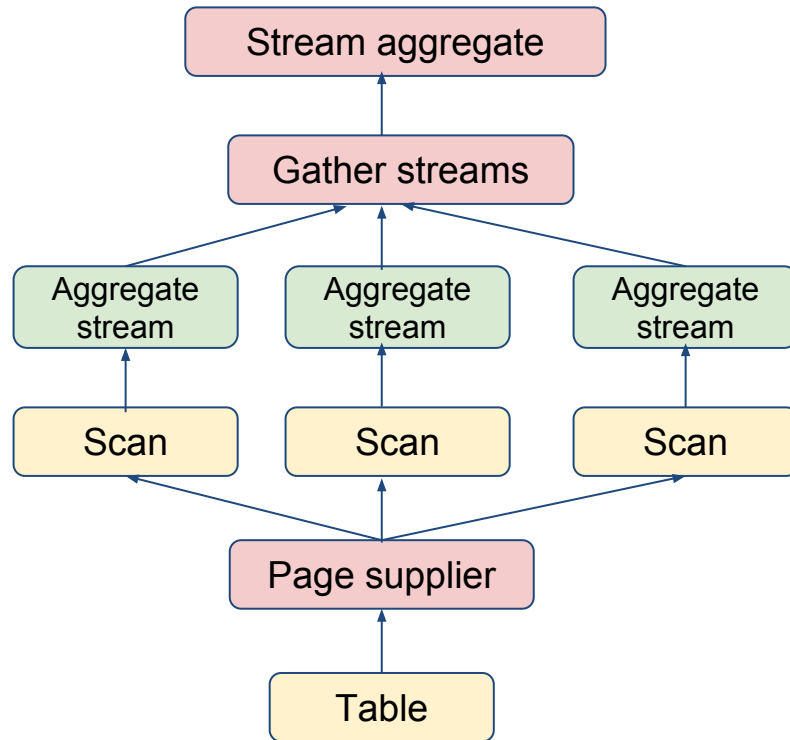 Stream aggregate
Gather streams
Aggregate
stream
Aggregate
stream
Aggregate
stream
Scan
Scan
Scan
Page supplier
Table